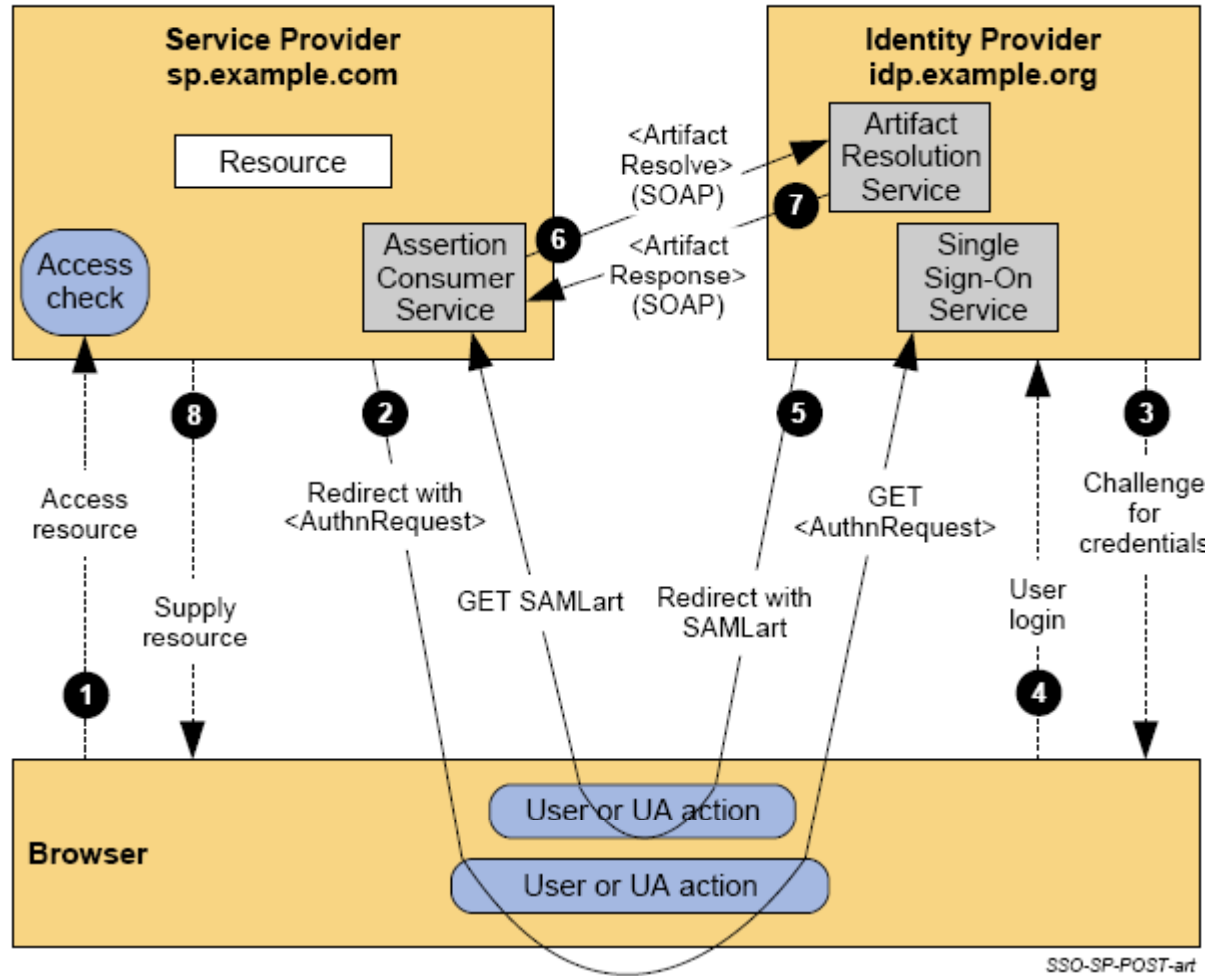 Service Provider
sp.example.com
Identity Provider
idp.example.org
Resource
<Artifact
Resolve>
(SOAP)
Artifact
Resolution
Service
Access
check
Assertion
Consumer
Service
6
7
<Artifact
Response>
(SOAP)
Single
Sign-On
Service
8
2
5
3
Access
resource
Redirect with
<AuthnRequest>
GET
<AuthnRequest>
Challenge
for
credentials
Supply
resource
GET SAMLart
Redirect with
SAMLart
User
login
1
4
User or UA action
Browser
User or UA action
SSO-SP-POST-art